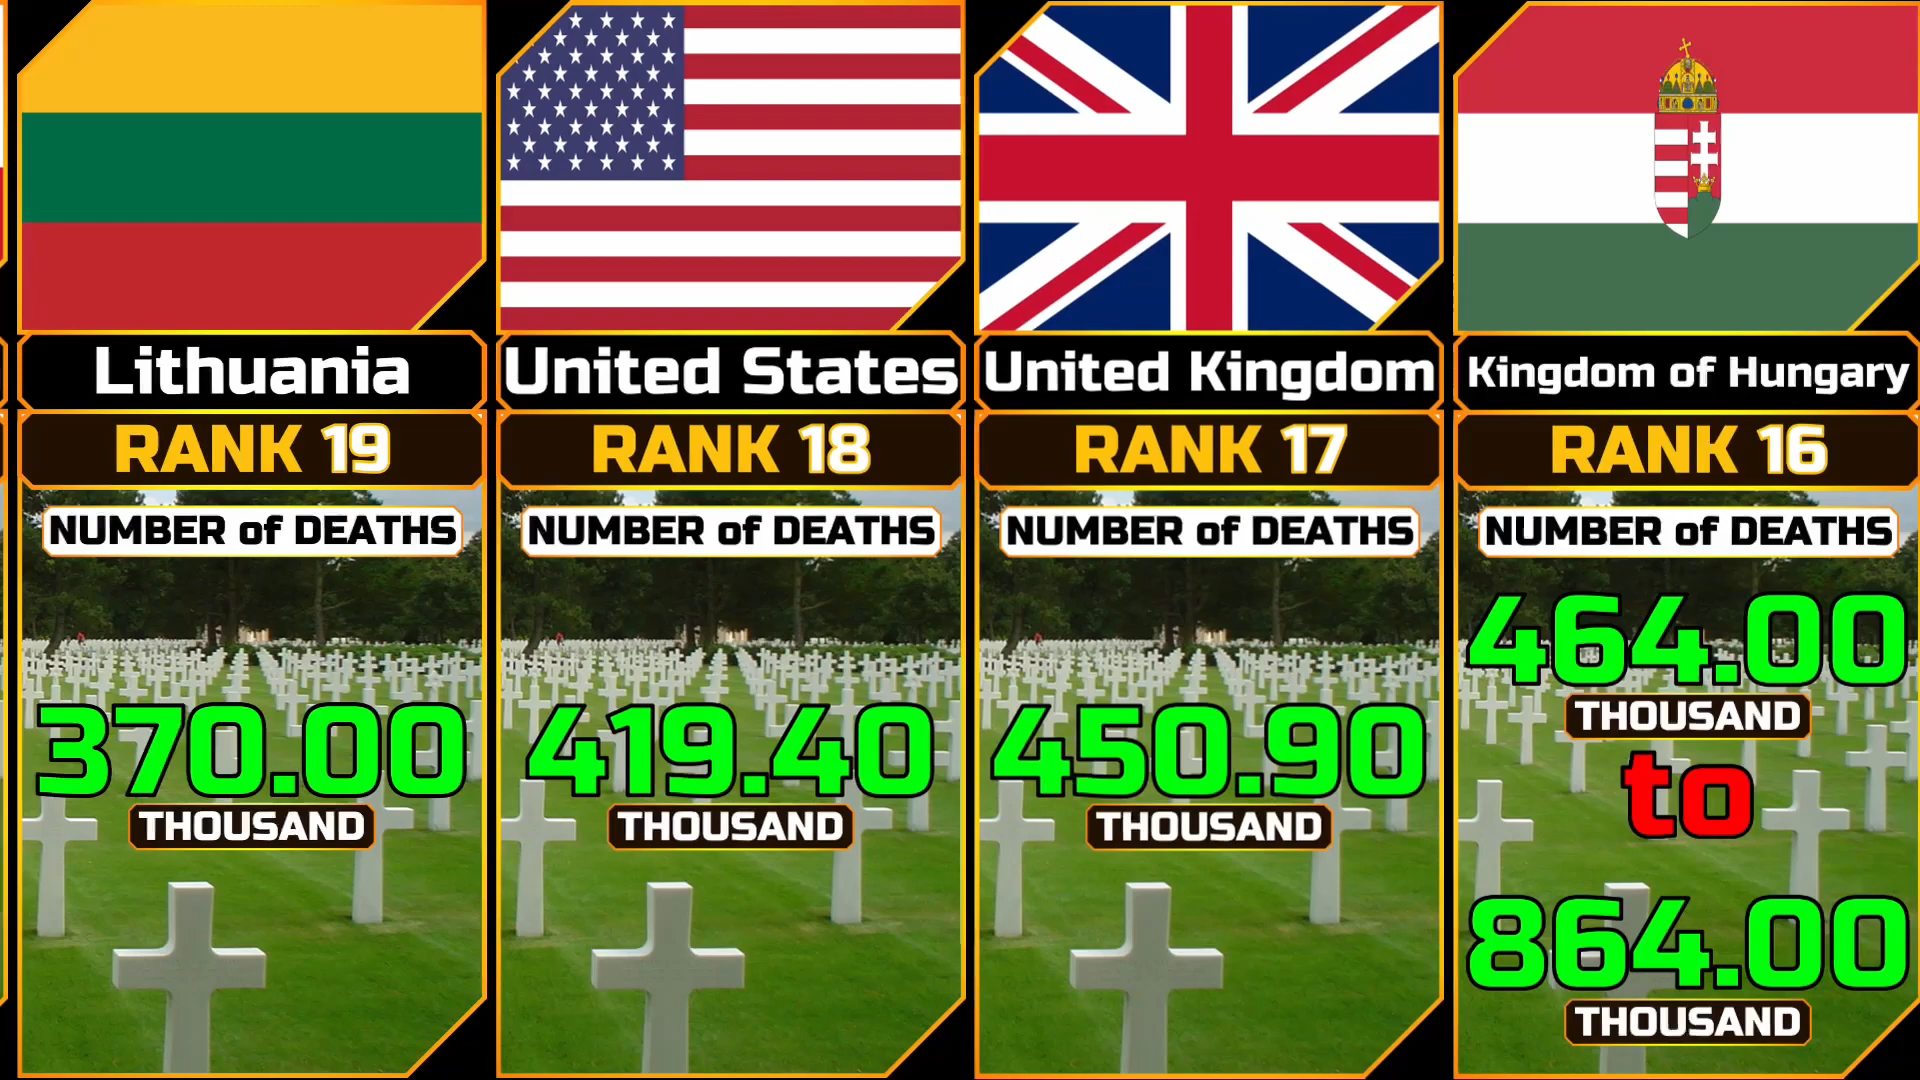 Lithuania
RANK 19
NUMBER of DEATHS
370.00
THOUSAND
United States
RANK 18
NUMBER of DEATHS
419.40
THOUSAND
United Kingdom
RANK 17
NUMBER of DEATHS
450.90
THOUSAND
Kingdom of Hungary
RANK 16
NUMBER of DEATHS
464.00
THOUSAND
to
864.00
THOUSAND